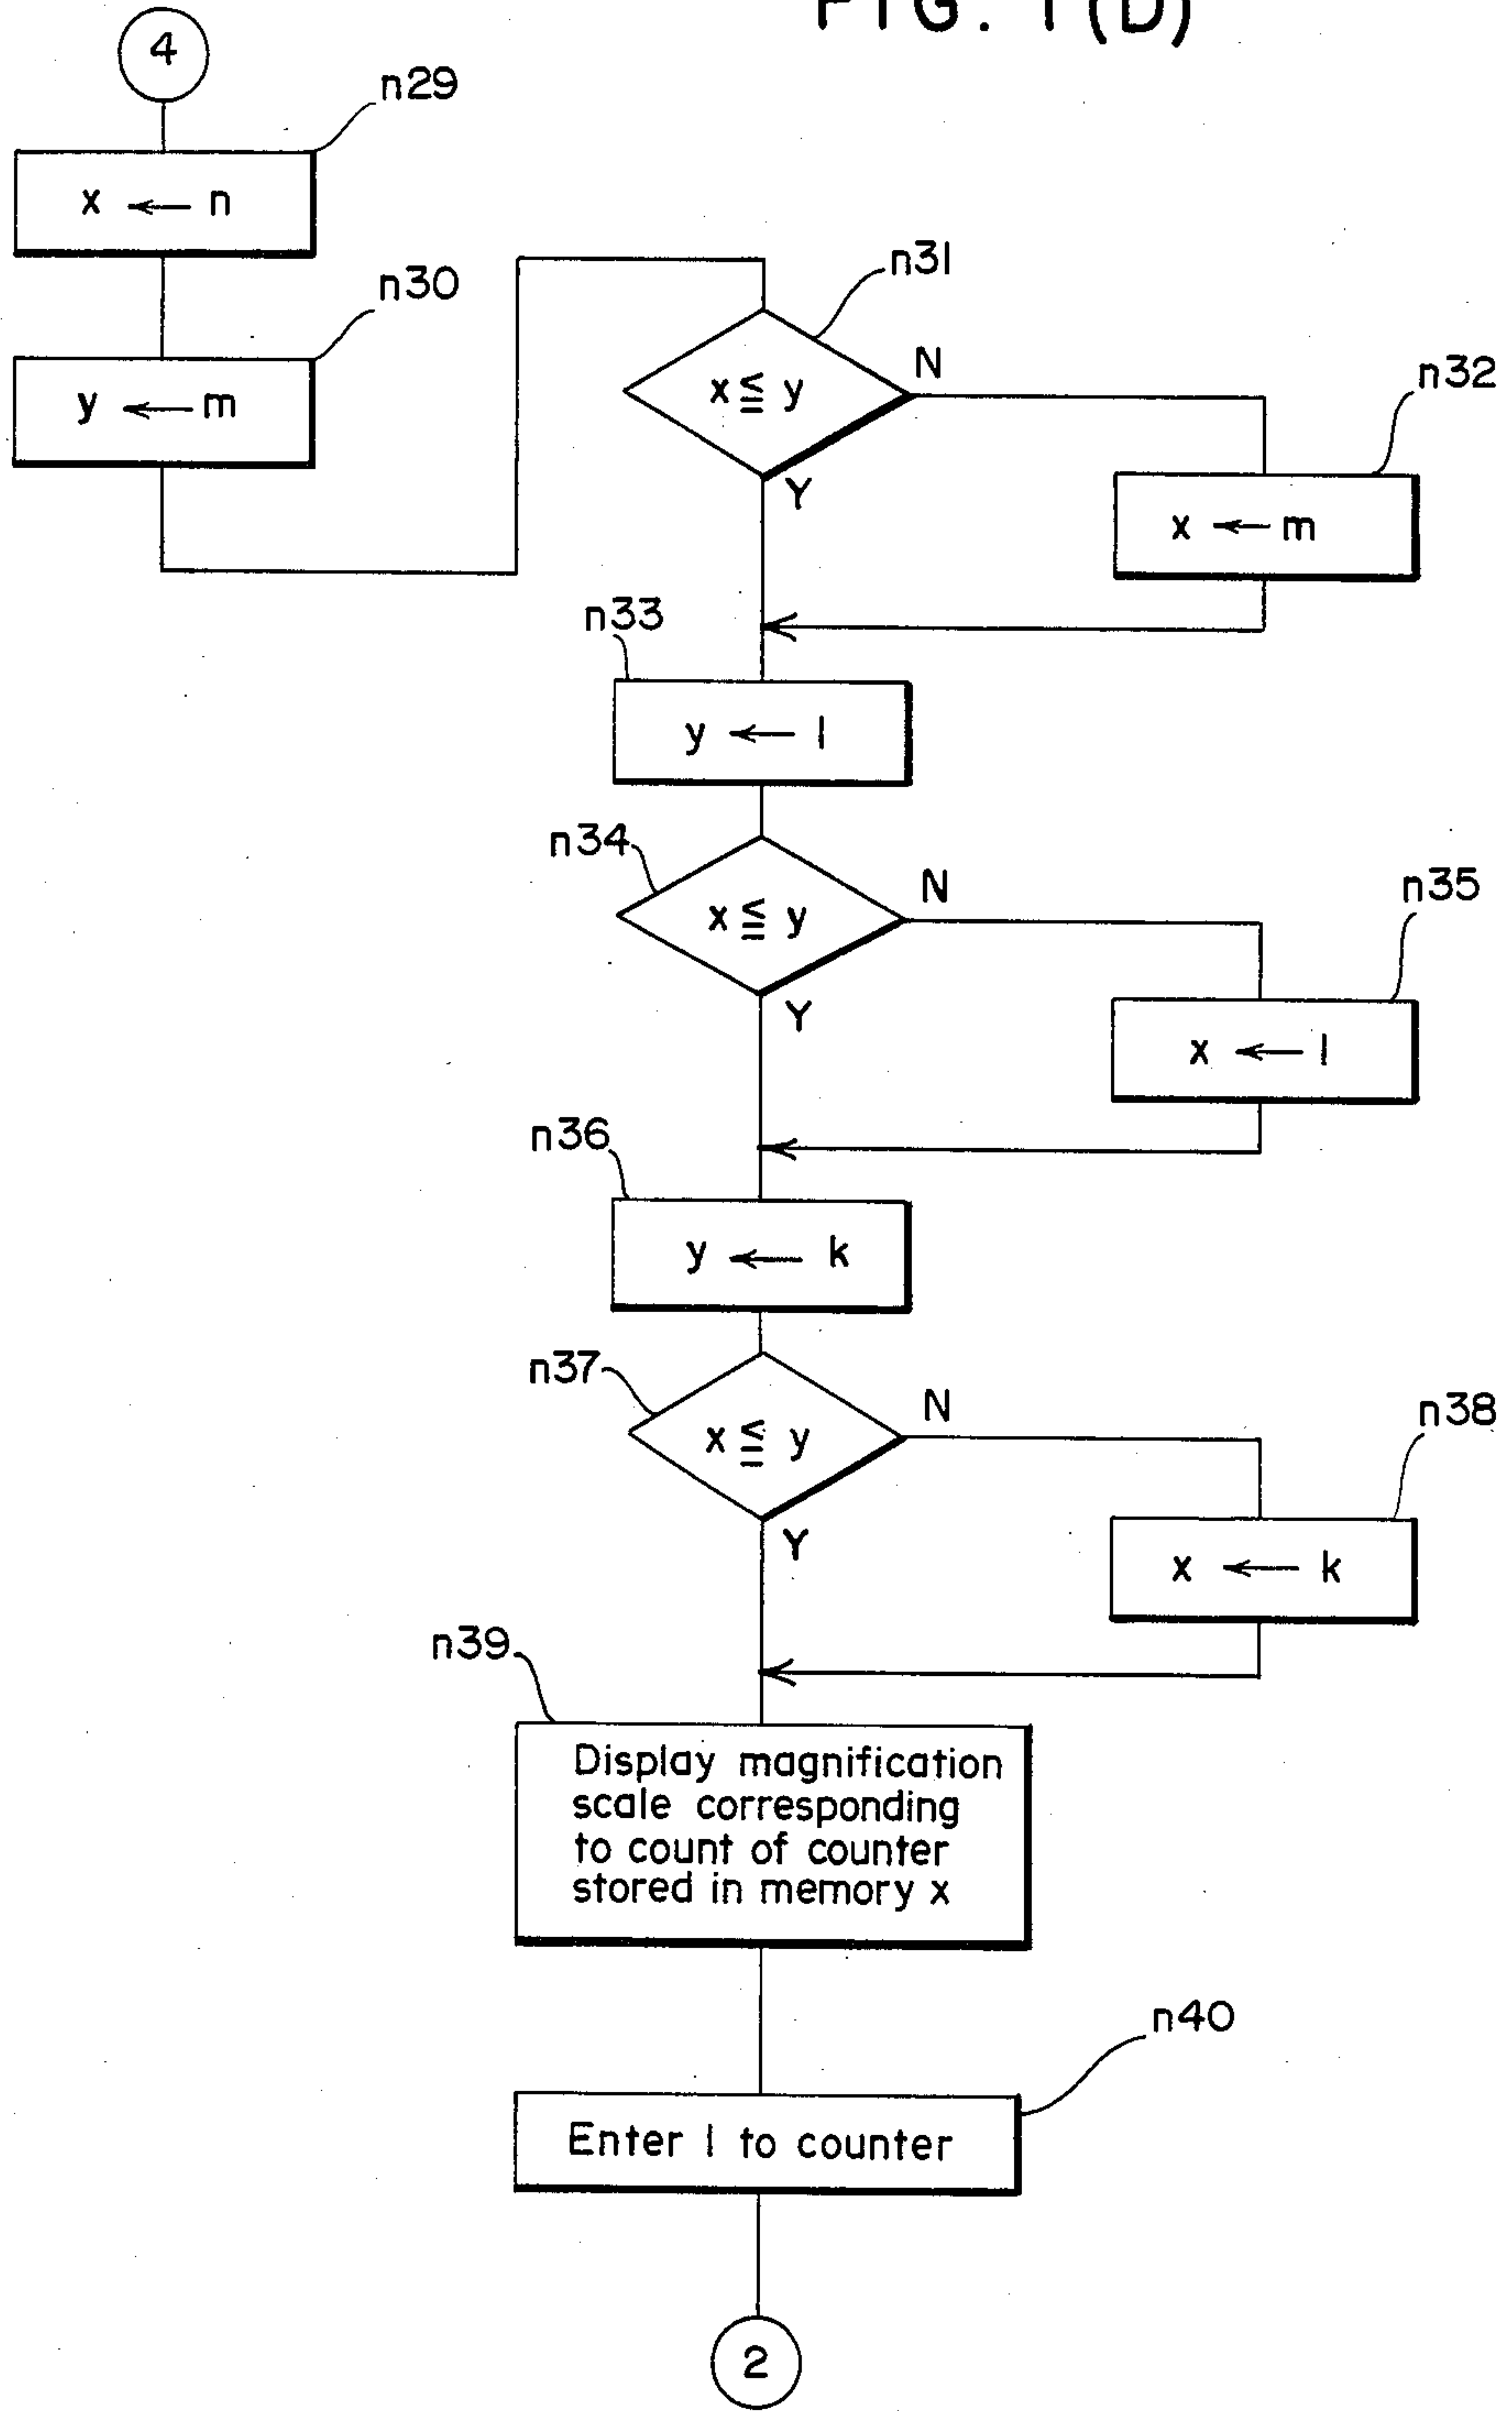 FIG. 1(D)
4
n29
x ← n
n30
y ← m
n31
x ≦ y
N
Y
n32
x ← m
n33
y ← l
n34
x ≦ y
N
Y
n35
x ← l
n36
y ← k
n37
x ≦ y
N
Y
n38
x ← k
n39
Display magnification
scale corresponding
to count of counter
stored in memory x
n40
Enter 1 to counter
2